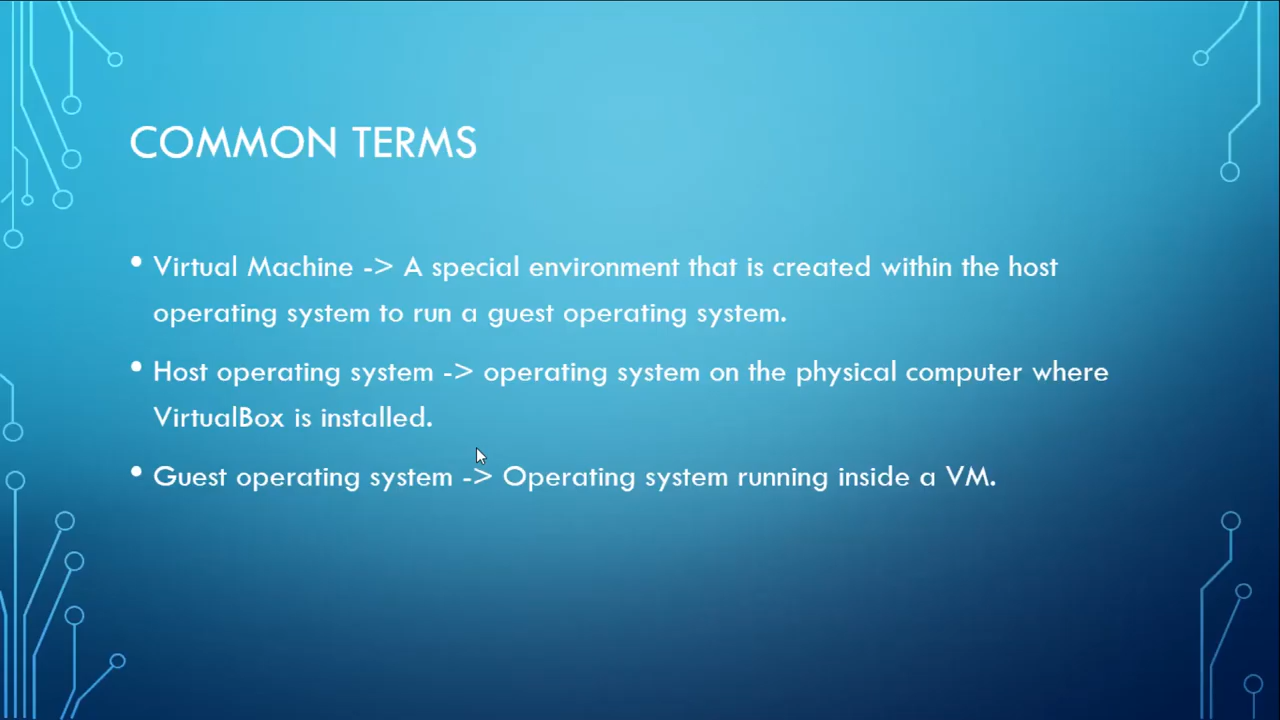 COMMON TERMS
• Virtual Machine -> A special environment that is created within the host
operating system to run a guest operating system.
• Host operating system -> operating system on the physical computer where
VirtualBox is installed.
• Guest operating system -> Operating system running inside a VM.